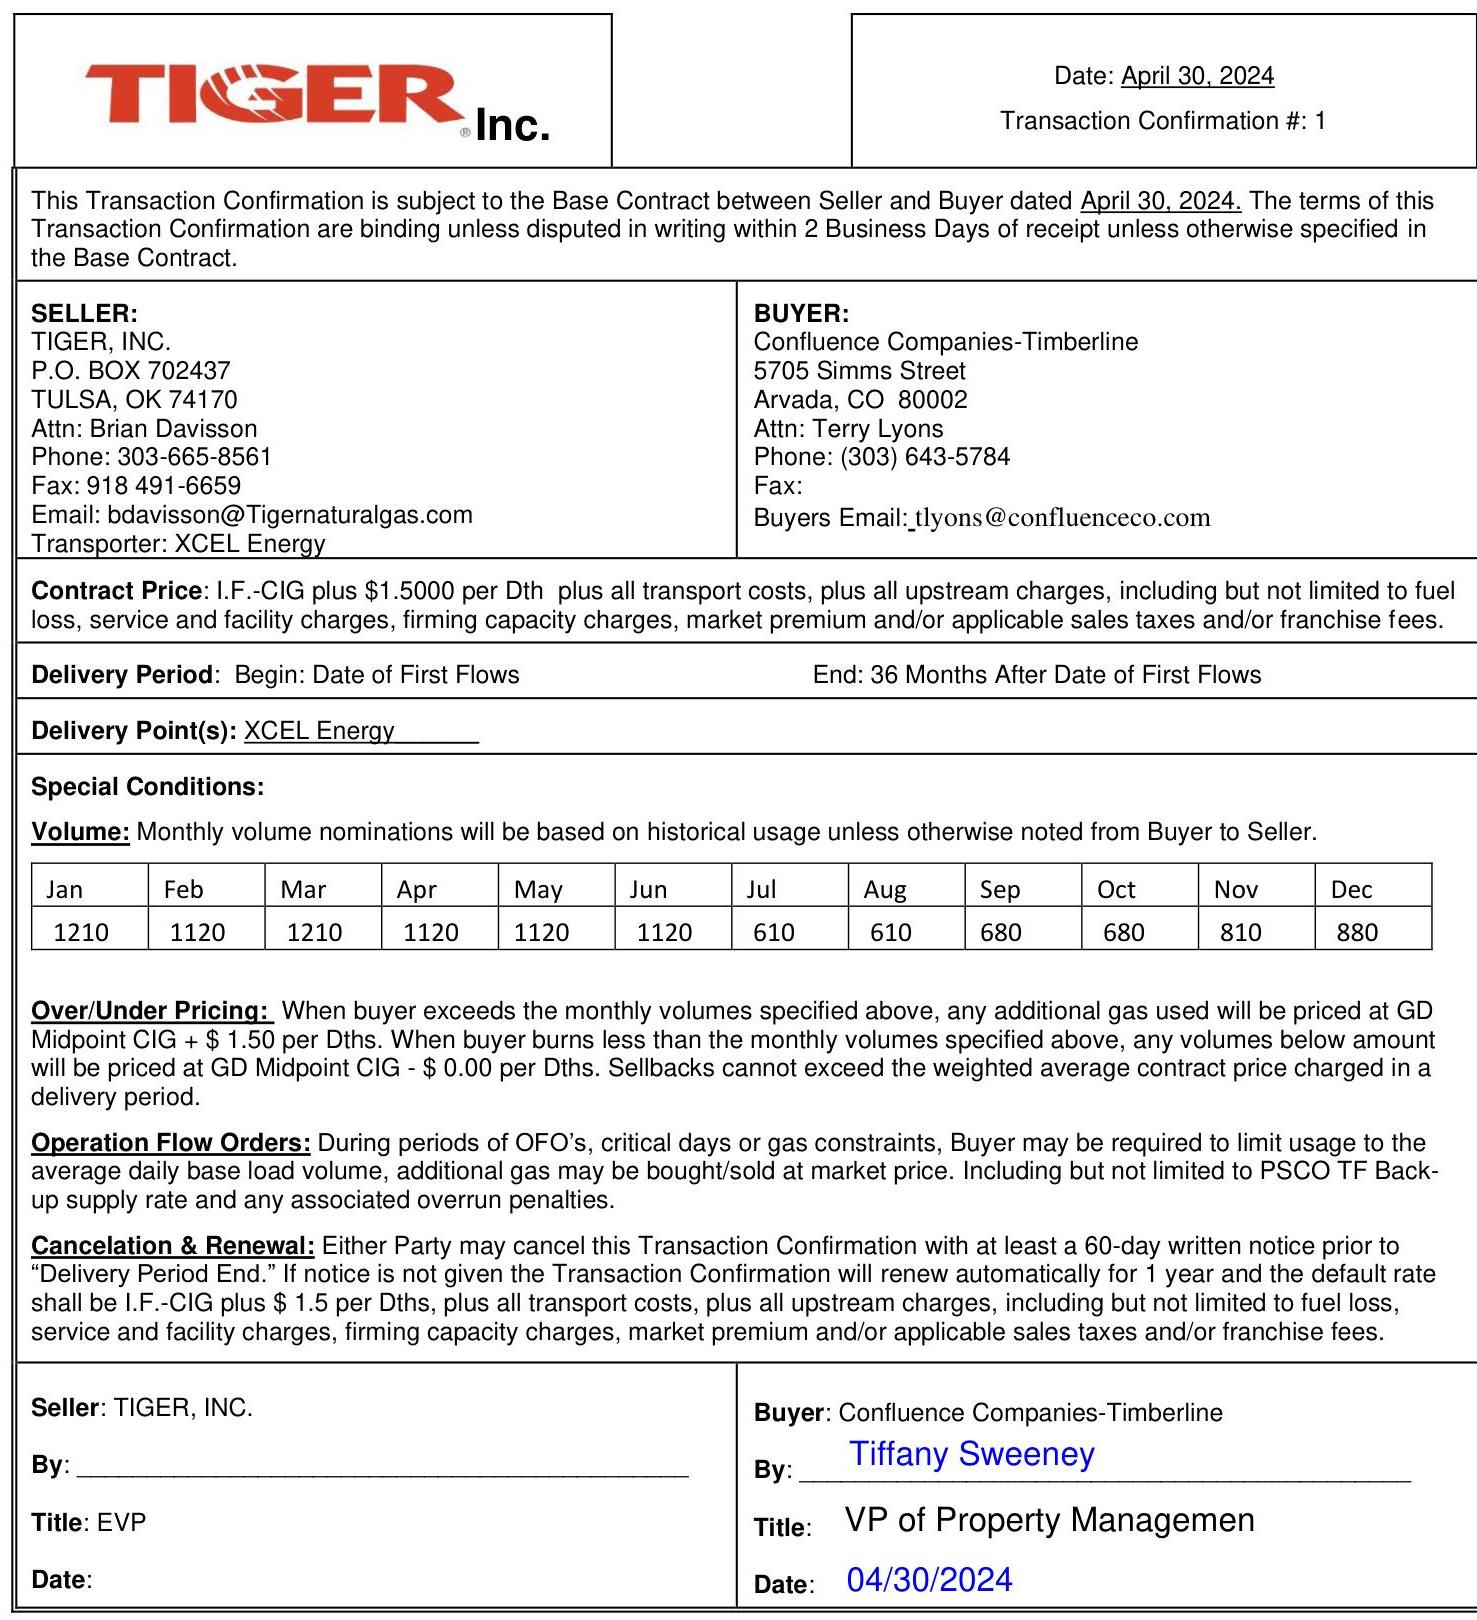 TIGER® Inc.
Date: April 30, 2024
Transaction Confirmation #: 1
This Transaction Confirmation is subject to the Base Contract between Seller and Buyer dated April 30, 2024. The terms of this
Transaction Confirmation are binding unless disputed in writing within 2 Business Days of receipt unless otherwise specified in
the Base Contract.
SELLER:
TIGER, INC.
P.O. BOX 702437
TULSA, OK 74170
Attn: Brian Davisson
Phone: 303-665-8561
Fax: 918 491-6659
Email: bdavisson@Tigernaturalgas.com
Transporter: XCEL Energy
BUYER:
Confluence Companies-Timberline
5705 Simms Street
Arvada, CO  80002
Attn: Terry Lyons
Phone: (303) 643-5784
Fax:
Buyers Email: tlyons@confluenceco.com
Contract Price: I.F.-CIG plus $1.5000 per Dth  plus all transport costs, plus all upstream charges, including but not limited to fuel
loss, service and facility charges, firming capacity charges, market premium and/or applicable sales taxes and/or franchise fees.
Delivery Period:  Begin: Date of First Flows End: 36 Months After Date of First Flows
Delivery Point(s): XCEL Energy______
Special Conditions:
Volume: Monthly volume nominations will be based on historical usage unless otherwise noted from Buyer to Seller.
Jan Feb Mar Apr May Jun Jul Aug Sep Oct Nov Dec
1210 1120 1210 1120 1120 1120 610 610 680 680 810 880
Over/Under Pricing:  When buyer exceeds the monthly volumes specified above, any additional gas used will be priced at GD
Midpoint CIG + $ 1.50 per Dths. When buyer burns less than the monthly volumes specified above, any volumes below amount
will be priced at GD Midpoint CIG - $ 0.00 per Dths. Sellbacks cannot exceed the weighted average contract price charged in a
delivery period.
Operation Flow Orders: During periods of OFO's, critical days or gas constraints, Buyer may be required to limit usage to the
average daily base load volume, additional gas may be bought/sold at market price. Including but not limited to PSCO TF Back-
up supply rate and any associated overrun penalties.
Cancelation & Renewal: Either Party may cancel this Transaction Confirmation with at least a 60-day written notice prior to
“Delivery Period End.” If notice is not given the Transaction Confirmation will renew automatically for 1 year and the default rate
shall be I.F.-CIG plus $ 1.5 per Dths, plus all transport costs, plus all upstream charges, including but not limited to fuel loss,
service and facility charges, firming capacity charges, market premium and/or applicable sales taxes and/or franchise fees.
Seller: TIGER, INC.
By: ____________________________________________
Title: EVP
Date:
Buyer: Confluence Companies-Timberline
By: Tiffany Sweeney
Title: VP of Property Managemen
Date: 04/30/2024